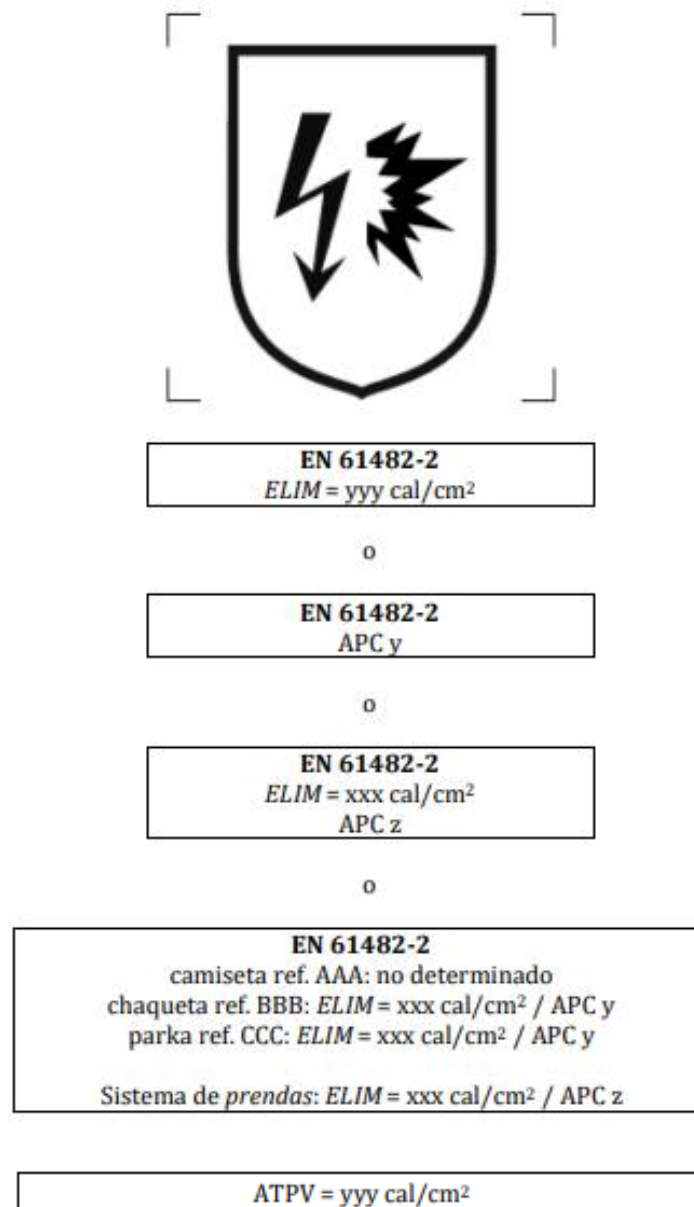 EN 61482-2
ELIM = yyy cal/cm²
o
EN 61482-2
APC y
o
EN 61482-2
ELIM = xxx cal/cm²
APC z
o
EN 61482-2
camiseta ref. AAA: no determinado
chaqueta ref. BBB: ELIM = xxx cal/cm² / APC y
parka ref. CCC: ELIM = xxx cal/cm² / APC y
Sistema de prendas: ELIM = xxx cal/cm² / APC z
ATPV = yyy cal/cm²